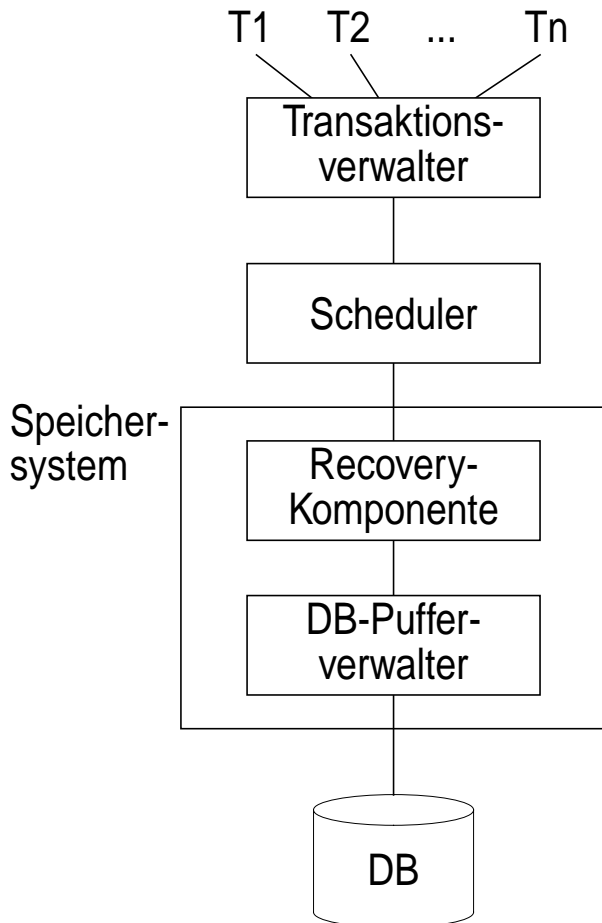 T1 T2 ... Tn
Transaktions-
verwalter
Scheduler
Speicher-
system
Recovery-
Komponente
DB-Puffer-
verwalter
DB